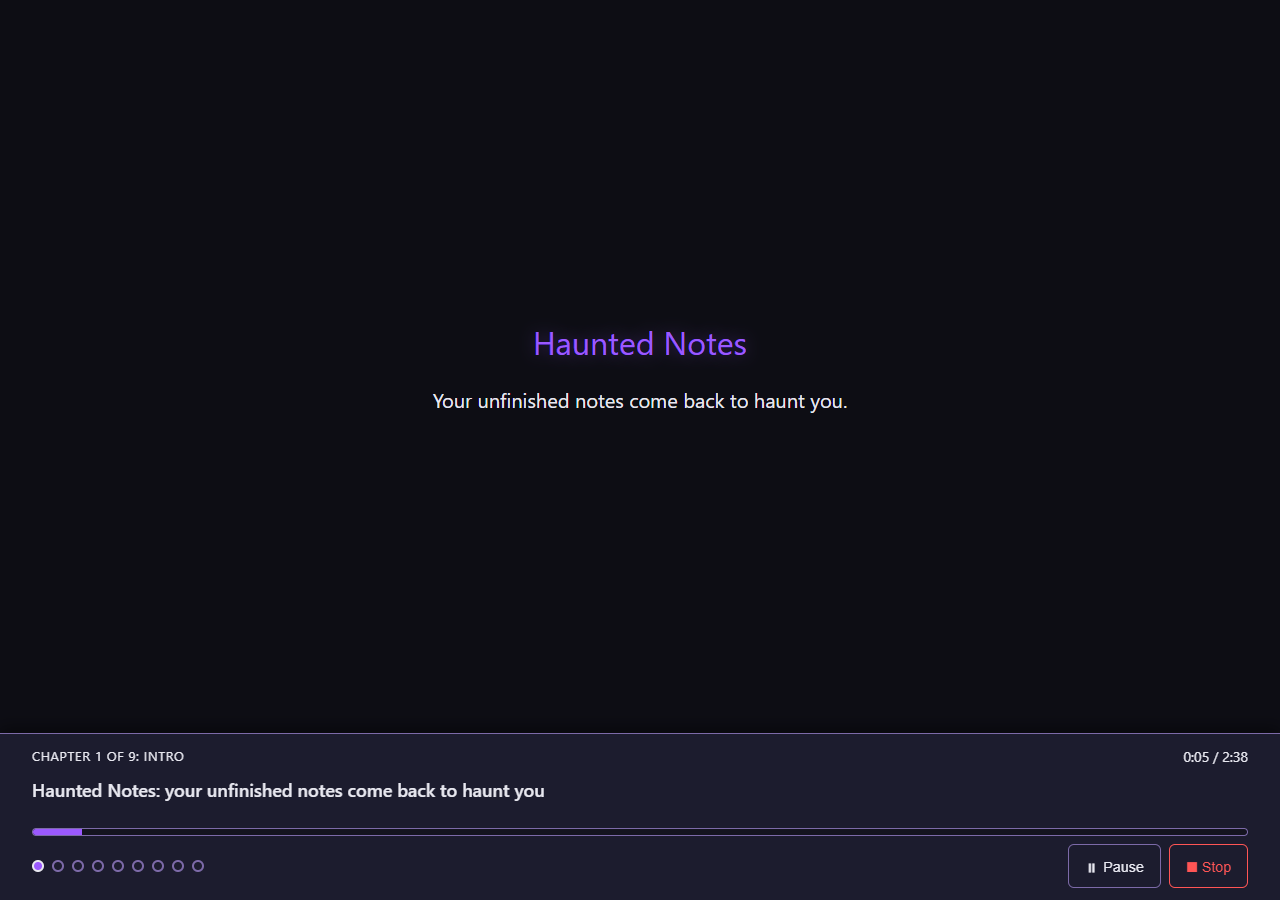 Haunted Notes
Your unfinished notes come back to haunt you.
CHAPTER 1 OF 9: INTRO
0:05 / 2:38
Haunted Notes: your unfinished notes come back to haunt you
Pause
Stop